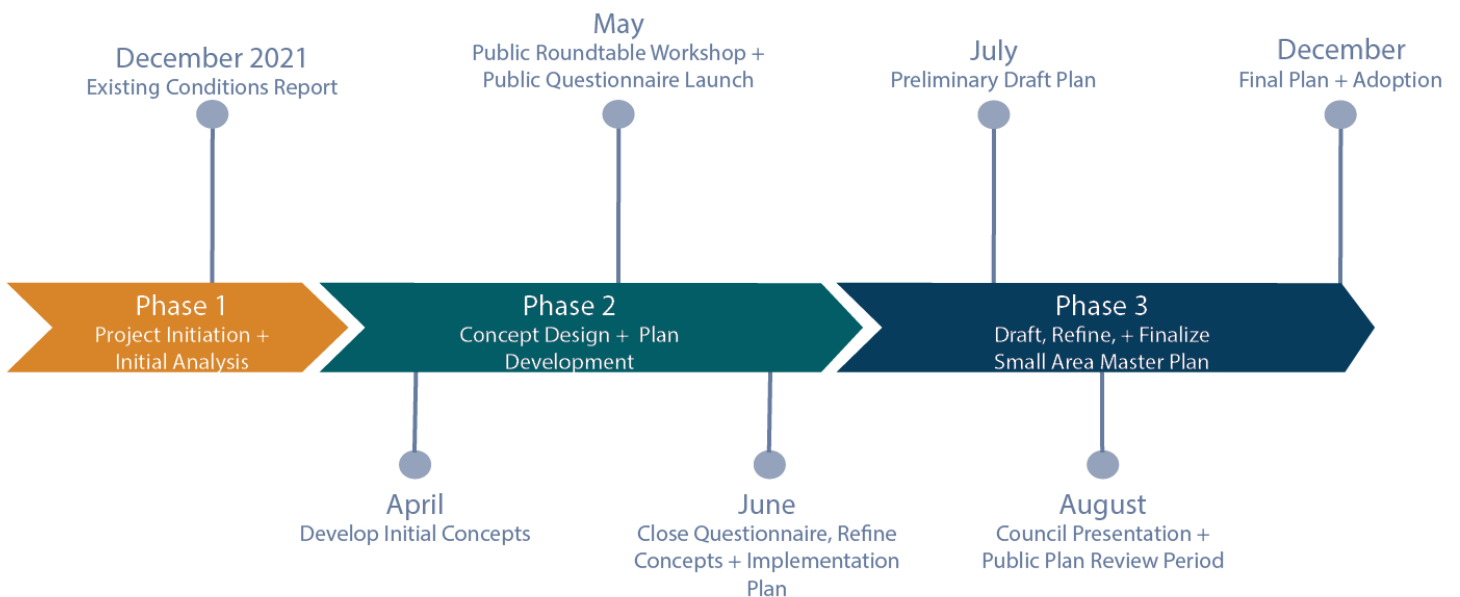 December 2021
Existing Conditions Report
May
Public Roundtable Workshop +
Public Questionnaire Launch
July
Preliminary Draft Plan
December
Final Plan + Adoption
Phase 1
Project Initiation +
Initial Analysis
Phase 2
Concept Design + Plan
Development
Phase 3
Draft, Refine, + Finalize
Small Area Master Plan
April
Develop Initial Concepts
June
Close Questionnaire, Refine
Concepts + Implementation
Plan
August
Council Presentation +
Public Plan Review Period